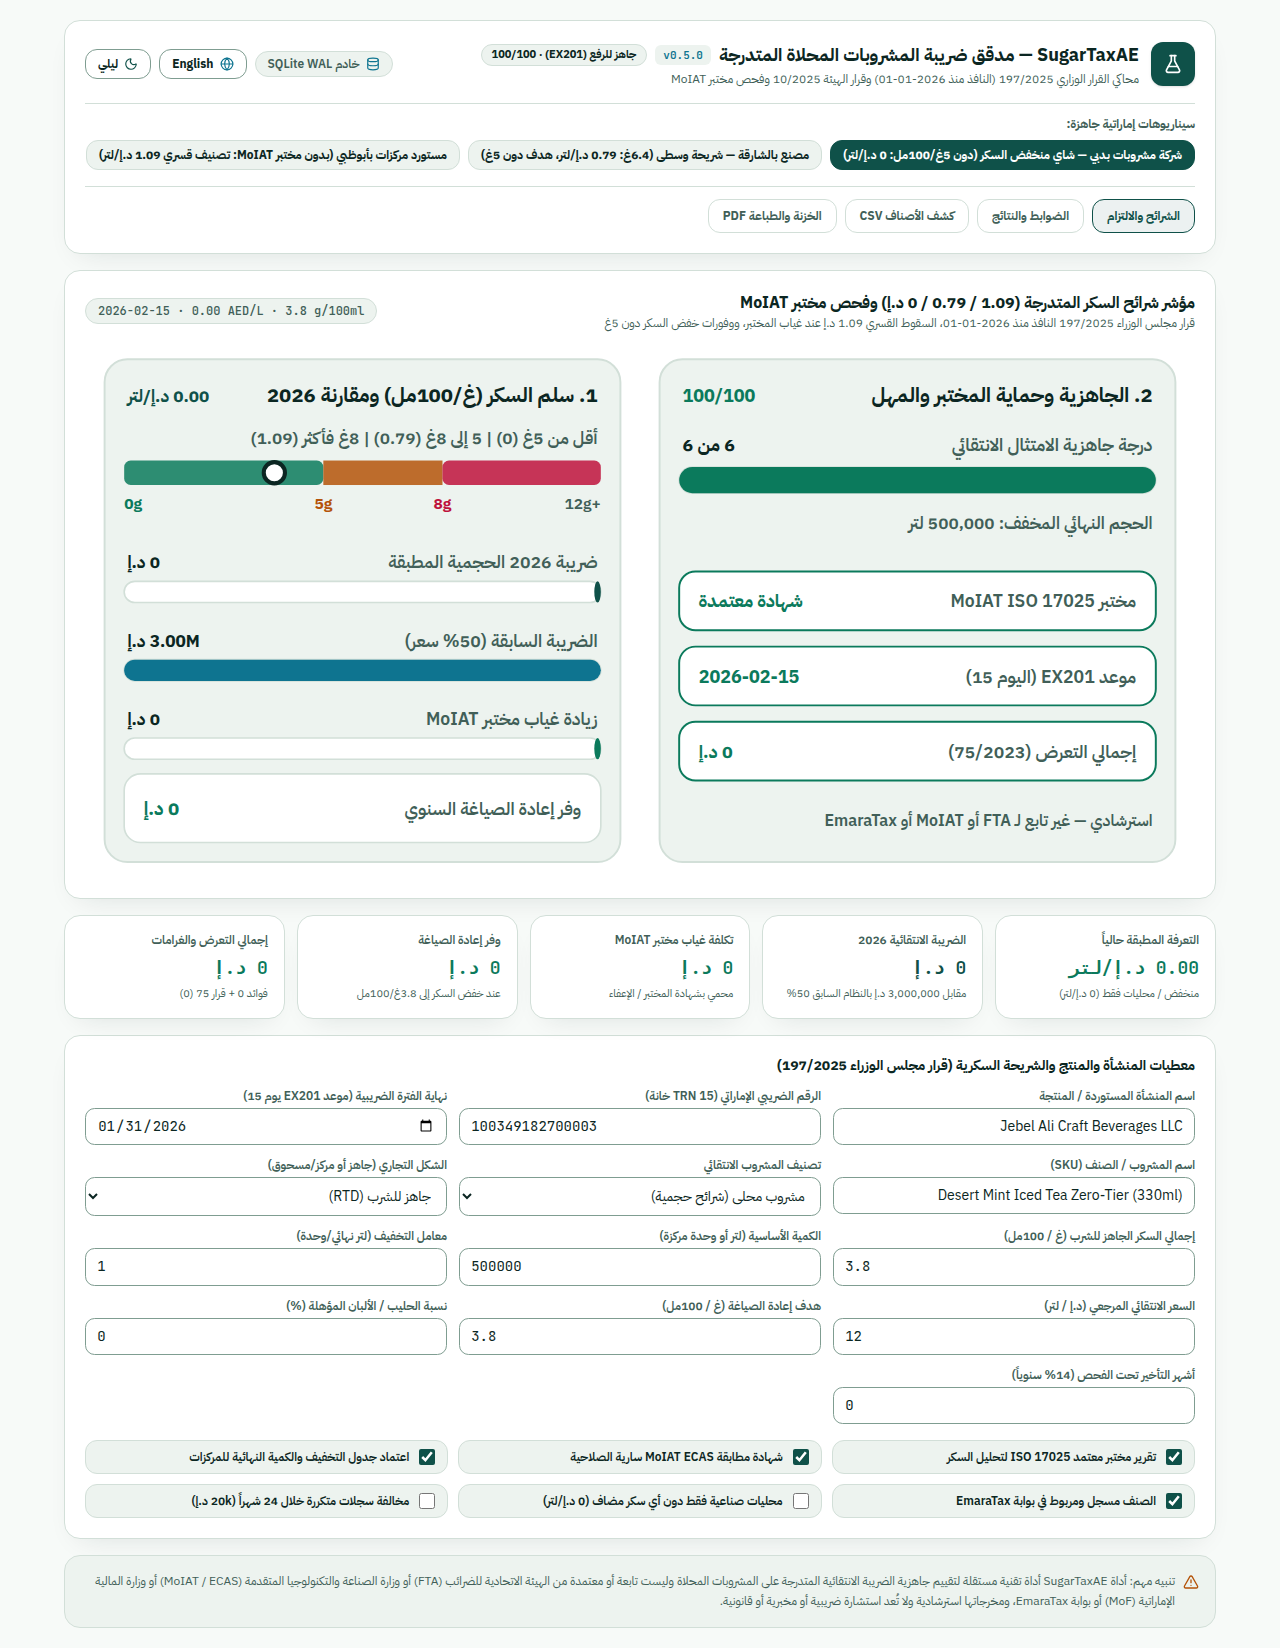 SugarTaxAE — مدقق ضريبة المشروبات المحلاة المتدرجة v0.5.0 جاهز للرفع (EX201) · 100/100
محاكي القرار الوزاري 197/2025 (النافذ منذ 2026-01-01) وقرار الهيئة 10/2025 وفحص مختبر MoIAT
خادم SQLite WAL
English
ليلي
سيناريوهات إماراتية جاهزة:
شركة مشروبات بدبي — شاي منخفض السكر (دون 5غ/100مل: 0 د.إ/لتر)
مصنع بالشارقة — شريحة وسطى (6.4غ: 0.79 د.إ/لتر، هدف دون 5غ)
مستورد مركزات بأبوظبي (بدون مختبر MoIAT: تصنيف قسري 1.09 د.إ/لتر)
الشرائح والالتزام
الضوابط والنتائج
كشف الأصناف CSV
الخزنة والطباعة PDF
مؤشر شرائح السكر المتدرجة (1.09 / 0.79 / 0 د.إ) وفحص مختبر MoIAT
قرار مجلس الوزراء 197/2025 النافذ منذ 2026-01-01، السقوط القسري 1.09 د.إ عند غياب المختبر، ووفورات خفض السكر دون 5غ
2026-02-15 · 0.00 AED/L · 3.8 g/100ml
2. الجاهزية وحماية المختبر والمهل
100/100
درجة جاهزية الامتثال الانتقائي
6 من 6
الحجم النهائي المخفف: 500,000 لتر
مختبر MoIAT ISO 17025
شهادة معتمدة
موعد EX201 (اليوم 15)
2026-02-15
إجمالي التعرض (75/2023)
0 د.إ
استرشادي — غير تابع لـ FTA أو MoIAT أو EmaraTax
1. سلم السكر (غ/100مل) ومقارنة 2026
0.00 د.إ/لتر
أقل من 5غ (0) | 5 إلى 8غ (0.79) | 8غ فأكثر (1.09)
0g
5g
8g
12g+
ضريبة 2026 الحجمية المطبقة
0 د.إ
الضريبة السابقة (50% سعر)
3.00M د.إ
زيادة غياب مختبر MoIAT
0 د.إ
وفر إعادة الصياغة السنوي
0 د.إ
التعرفة المطبقة حالياً
0.00 د.إ/لتر
منخفض / محليات فقط (0 د.إ/لتر)
الضريبة الانتقائية 2026
0 د.إ
مقابل 3,000,000 د.إ بالنظام السابق 50%
تكلفة غياب مختبر MoIAT
0 د.إ
محمي بشهادة المختبر / الإعفاء
وفر إعادة الصياغة
0 د.إ
عند خفض السكر إلى 3.8غ/100مل
إجمالي التعرض والغرامات
0 د.إ
فوائد 0 + قرار 75 (0)
معطيات المنشأة والمنتج والشريحة السكرية (قرار مجلس الوزراء 197/2025)
اسم المنشأة المستوردة / المنتجة
Jebel Ali Craft Beverages LLC
الرقم الضريبي الإماراتي (TRN 15 خانة)
100349182700003
نهاية الفترة الضريبية (موعد EX201 يوم 15)
01/31/2026
اسم المشروب / الصنف (SKU)
Desert Mint Iced Tea Zero-Tier (330ml)
تصنيف المشروب الانتقائي
مشروب محلى (شرائح حجمية)
الشكل التجاري (جاهز أو مركز/مسحوق)
جاهز للشرب (RTD)
إجمالي السكر الجاهز للشرب (غ / 100مل)
3.8
الكمية الأساسية (لتر أو وحدة مركزة)
500000
معامل التخفيف (لتر نهائي/وحدة)
1
السعر الانتقائي المرجعي (د.إ / لتر)
12
هدف إعادة الصياغة (غ / 100مل)
3.8
نسبة الحليب / الألبان المؤهلة (%)
0
أشهر التأخير تحت الفحص (14% سنوياً)
0
تقرير مختبر معتمد ISO 17025 لتحليل السكر
شهادة مطابقة MoIAT ECAS سارية الصلاحية
اعتماد جدول التخفيف والكمية النهائية للمركزات
الصنف مسجل ومربوط في بوابة EmaraTax
محليات صناعية فقط دون أي سكر مضاف (0 د.إ/لتر)
مخالفة سجلات متكررة خلال 24 شهراً (20k د.إ)
تنبيه مهم: أداة SugarTaxAE أداة تقنية مستقلة لتقييم جاهزية الضريبة الانتقائية المتدرجة على المشروبات المحلاة وليست تابعة أو معتمدة من الهيئة الاتحادية للضرائب (FTA) أو وزارة الصناعة والتكنولوجيا المتقدمة (MoIAT / ECAS) أو وزارة المالية
الإماراتية (MoF) أو بوابة EmaraTax، ومخرجاتها استرشادية ولا تُعد استشارة ضريبية أو مخبرية أو قانونية.